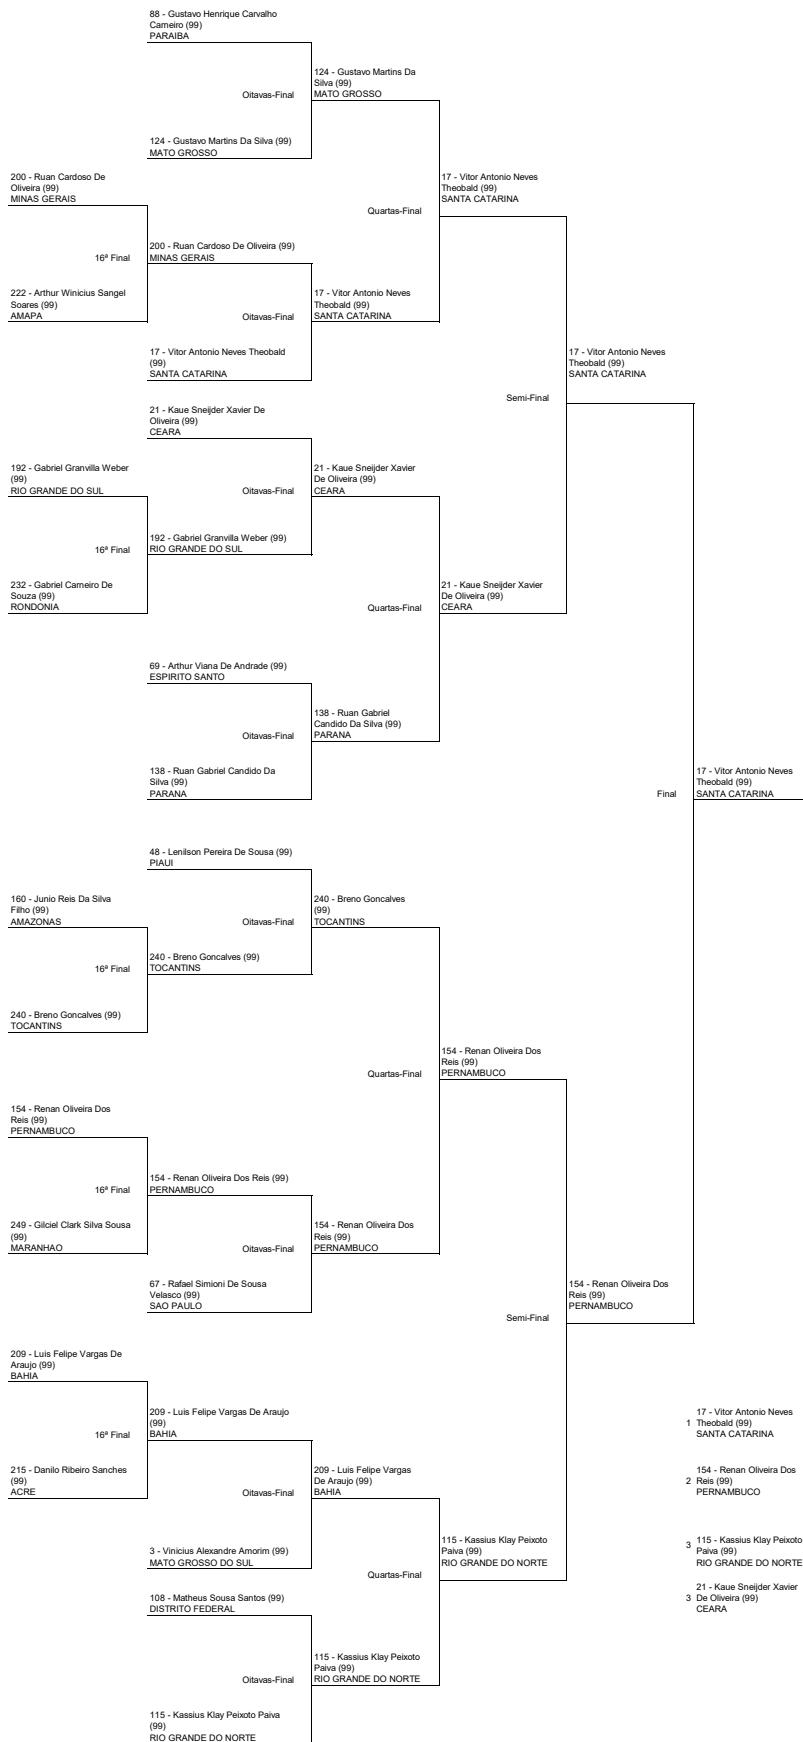 88 - Gustavo Henrique Carvalho
Carneiro (99)
PARAIBA
124 - Gustavo Martins Da
Silva (99)
MATO GROSSO
Oitavas-Final
124 - Gustavo Martins Da Silva (99)
MATO GROSSO
200 - Ruan Cardoso De
Oliveira (99)
MINAS GERAIS
17 - Vitor Antonio Neves
Theobald (99)
SANTA CATARINA
Quartas-Final
200 - Ruan Cardoso De Oliveira (99)
MINAS GERAIS
16ª Final
222 - Arthur Winicius Sangel
Soares (99)
AMAPA
17 - Vitor Antonio Neves
Theobald (99)
SANTA CATARINA
Oitavas-Final
17 - Vitor Antonio Neves Theobald
(99)
SANTA CATARINA
17 - Vitor Antonio Neves
Theobald (99)
SANTA CATARINA
Semi-Final
21 - Kaue Sneijder Xavier De
Oliveira (99)
CEARA
192 - Gabriel Granvilla Weber
(99)
RIO GRANDE DO SUL
21 - Kaue Sneijder Xavier
De Oliveira (99)
CEARA
Oitavas-Final
192 - Gabriel Granvilla Weber (99)
RIO GRANDE DO SUL
16ª Final
232 - Gabriel Carneiro De
Souza (99)
RONDONIA
21 - Kaue Sneijder Xavier
De Oliveira (99)
CEARA
Quartas-Final
69 - Arthur Viana De Andrade (99)
ESPIRITO SANTO
138 - Ruan Gabriel
Candido Da Silva (99)
PARANA
Oitavas-Final
138 - Ruan Gabriel Candido Da
Silva (99)
PARANA
17 - Vitor Antonio Neves
Theobald (99)
SANTA CATARINA
Final
48 - Lenilson Pereira De Sousa (99)
PIAUI
160 - Junio Reis Da Silva
Filho (99)
AMAZONAS
240 - Breno Goncalves
(99)
TOCANTINS
Oitavas-Final
240 - Breno Goncalves (99)
TOCANTINS
16ª Final
240 - Breno Goncalves (99)
TOCANTINS
154 - Renan Oliveira Dos
Reis (99)
PERNAMBUCO
Quartas-Final
154 - Renan Oliveira Dos
Reis (99)
PERNAMBUCO
154 - Renan Oliveira Dos Reis (99)
PERNAMBUCO
16ª Final
249 - Gilciel Clark Silva Sousa
(99)
MARANHAO
154 - Renan Oliveira Dos
Reis (99)
PERNAMBUCO
Oitavas-Final
67 - Rafael Simioni De Sousa
Velasco (99)
SAO PAULO
154 - Renan Oliveira Dos
Reis (99)
PERNAMBUCO
Semi-Final
209 - Luis Felipe Vargas De
Araujo (99)
BAHIA
209 - Luis Felipe Vargas De Araujo
(99)
BAHIA
16ª Final
215 - Danilo Ribeiro Sanches
(99)
ACRE
209 - Luis Felipe Vargas
De Araujo (99)
BAHIA
Oitavas-Final
3 - Vinicius Alexandre Amorim (99)
MATO GROSSO DO SUL
115 - Kassius Klay Peixoto
Paiva (99)
RIO GRANDE DO NORTE
Quartas-Final
108 - Matheus Sousa Santos (99)
DISTRITO FEDERAL
115 - Kassius Klay Peixoto
Paiva (99)
RIO GRANDE DO NORTE
Oitavas-Final
115 - Kassius Klay Peixoto Paiva
(99)
RIO GRANDE DO NORTE
17 - Vitor Antonio Neves
1 Theobald (99)
SANTA CATARINA
154 - Renan Oliveira Dos
2 Reis (99)
PERNAMBUCO
115 - Kassius Klay Peixoto
3 Paiva (99)
RIO GRANDE DO NORTE
21 - Kaue Sneijder Xavier
3 De Oliveira (99)
CEARA